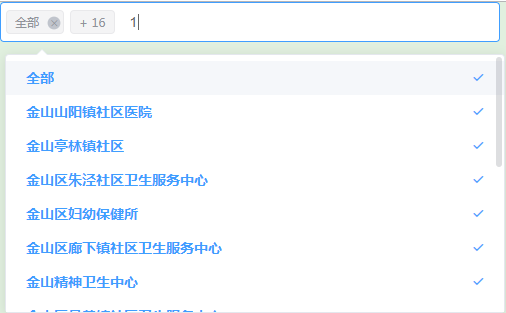 全部 + 16 1
全部
金山山阳镇社区医院
金山亭林镇社区
金山区朱泾社区卫生服务中心
金山区妇幼保健所
金山区廊下镇社区卫生服务中心
金山精神卫生中心